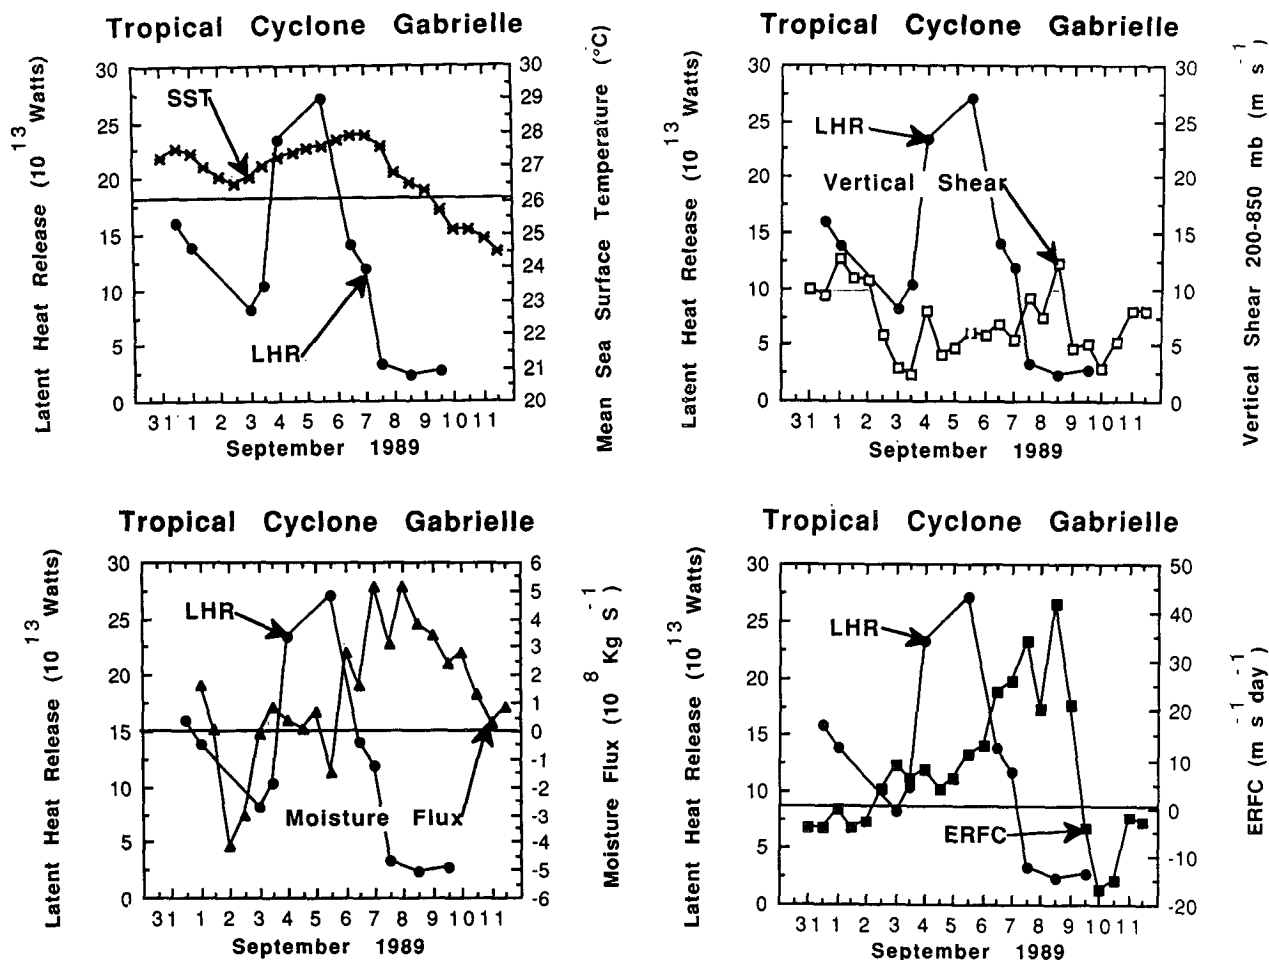 Tropical Cyclone Gabrielle
Latent Heat Release (10 13 Watts)
30
25
20
15
10
5
0
SST
LHR
30
29
28
27
26
25
24
23
22
21
20
Mean Sea Surface Temperature (°C)
31 1 2 3 4 5 6 7 8 9 10 11
September 1989
Tropical Cyclone Gabrielle
Latent Heat Release (10 13 Watts)
30
25
20
15
10
5
0
LHR
Vertical Shear
30
25
20
15
10
5
0
Vertical Shear 200-850 mb (m s -1)
31 1 2 3 4 5 6 7 8 9 10 11
September 1989
Tropical Cyclone Gabrielle
Latent Heat Release (10 13 Watts)
30
25
20
15
10
5
0
LHR
Moisture Flux
6
5
4
3
2
1
0
-1
-2
-3
-4
-5
-6
Moisture Flux (10 8 Kg S -1)
31 1 2 3 4 5 6 7 8 9 10 11
September 1989
Tropical Cyclone Gabrielle
Latent Heat Release (10 13 Watts)
30
25
20
15
10
5
0
LHR
ERFC
50
40
30
20
10
0
-10
-20
ERFC (m s -1 day -1)
31 1 2 3 4 5 6 7 8 9 10 11
September 1989